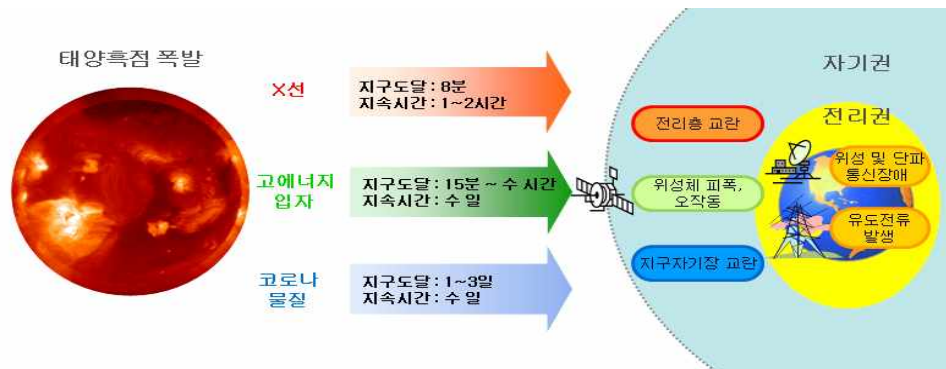 태양흑점 폭발
X선
지구도달 : 8분
지속시간 : 1~2시간
고에너지
입자
지구도달 : 15분 ~ 수 시간
지속시간 : 수 일
코로나
물질
지구도달 : 1~3일
지속시간 : 수 일
자기권
전리권
전리층 교란
위성체 피폭,
오작동
지구자기장 교란
위성 및 단파
통신장애
유도전류
발생